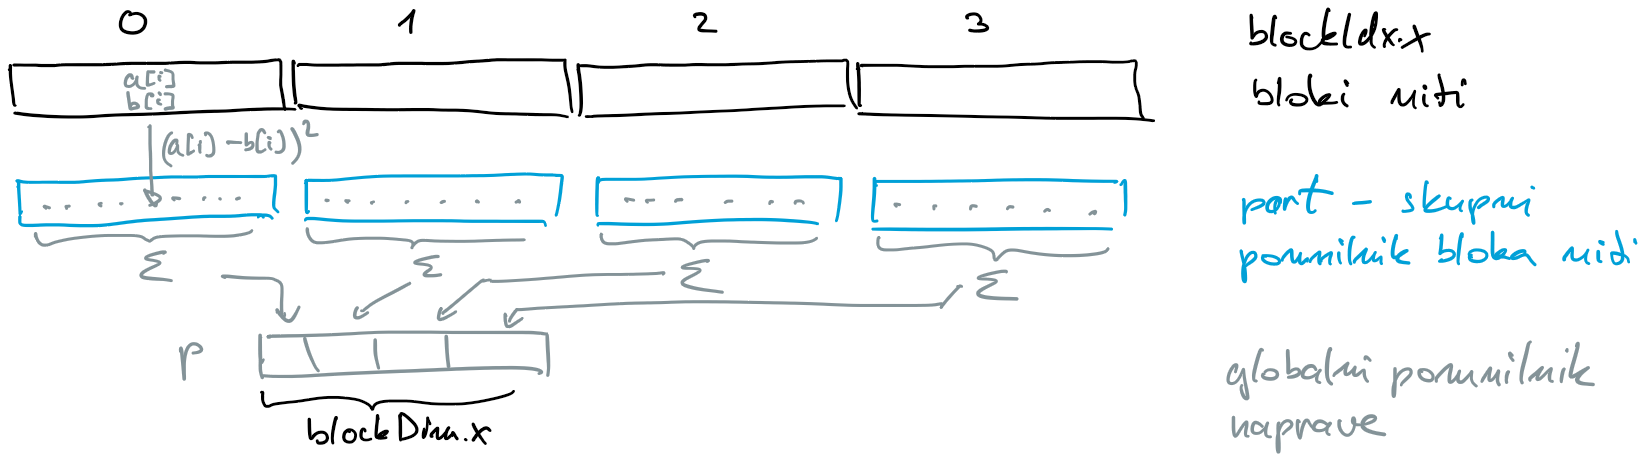 0 1 2 3
blockIdx.x
a[i]
b[i]
bloki niti
(a[i] - b[i])²
part - skupni
pomnilnik bloka niti
Σ Σ Σ Σ
p
globalni pomnilnik
naprave
blockDim.x